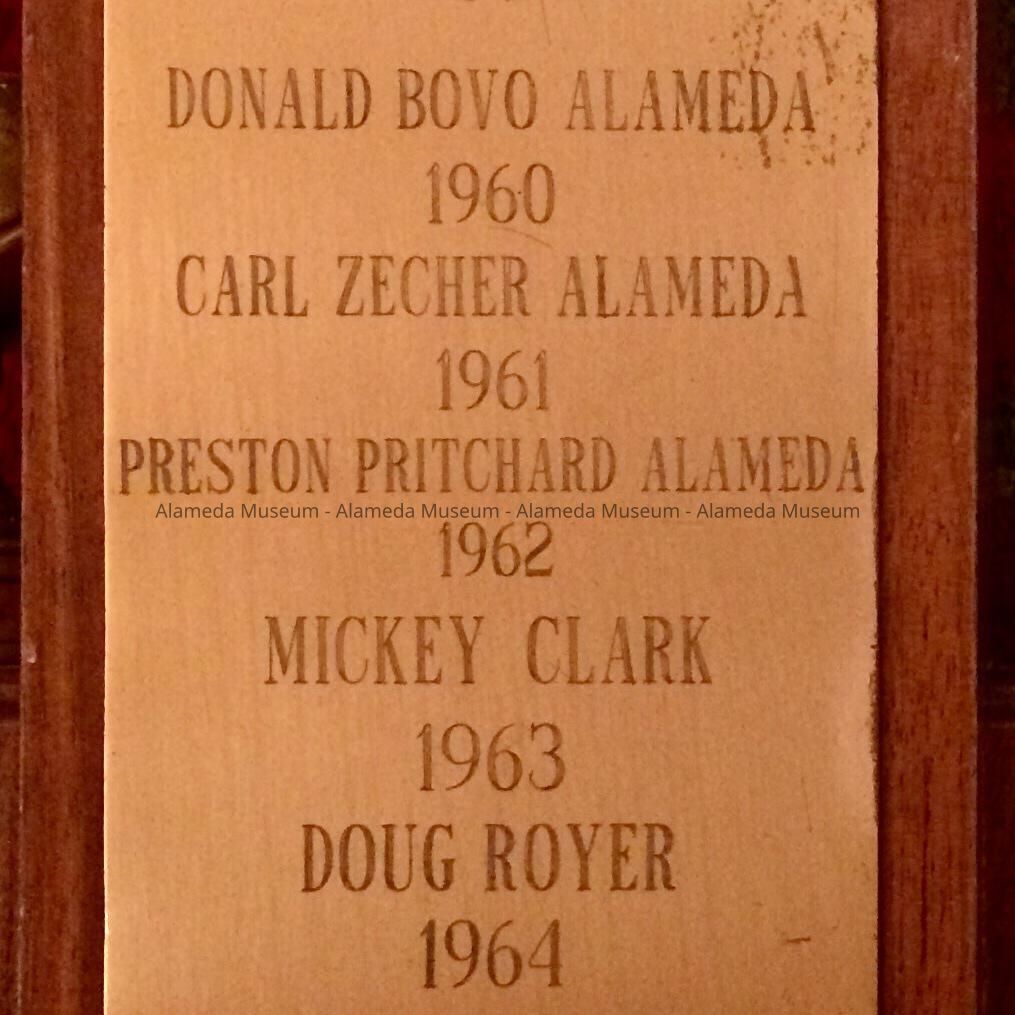 DONALD BOVO ALAMEDA
1960
CARL ZECHER ALAMEDA
1961
PRESTON PRITCHARD ALAMEDA
Alameda Museum - Alameda Museum - Alameda Museum - Alameda Museum
1962
MICKEY CLARK
1963
DOUG ROYER
1964